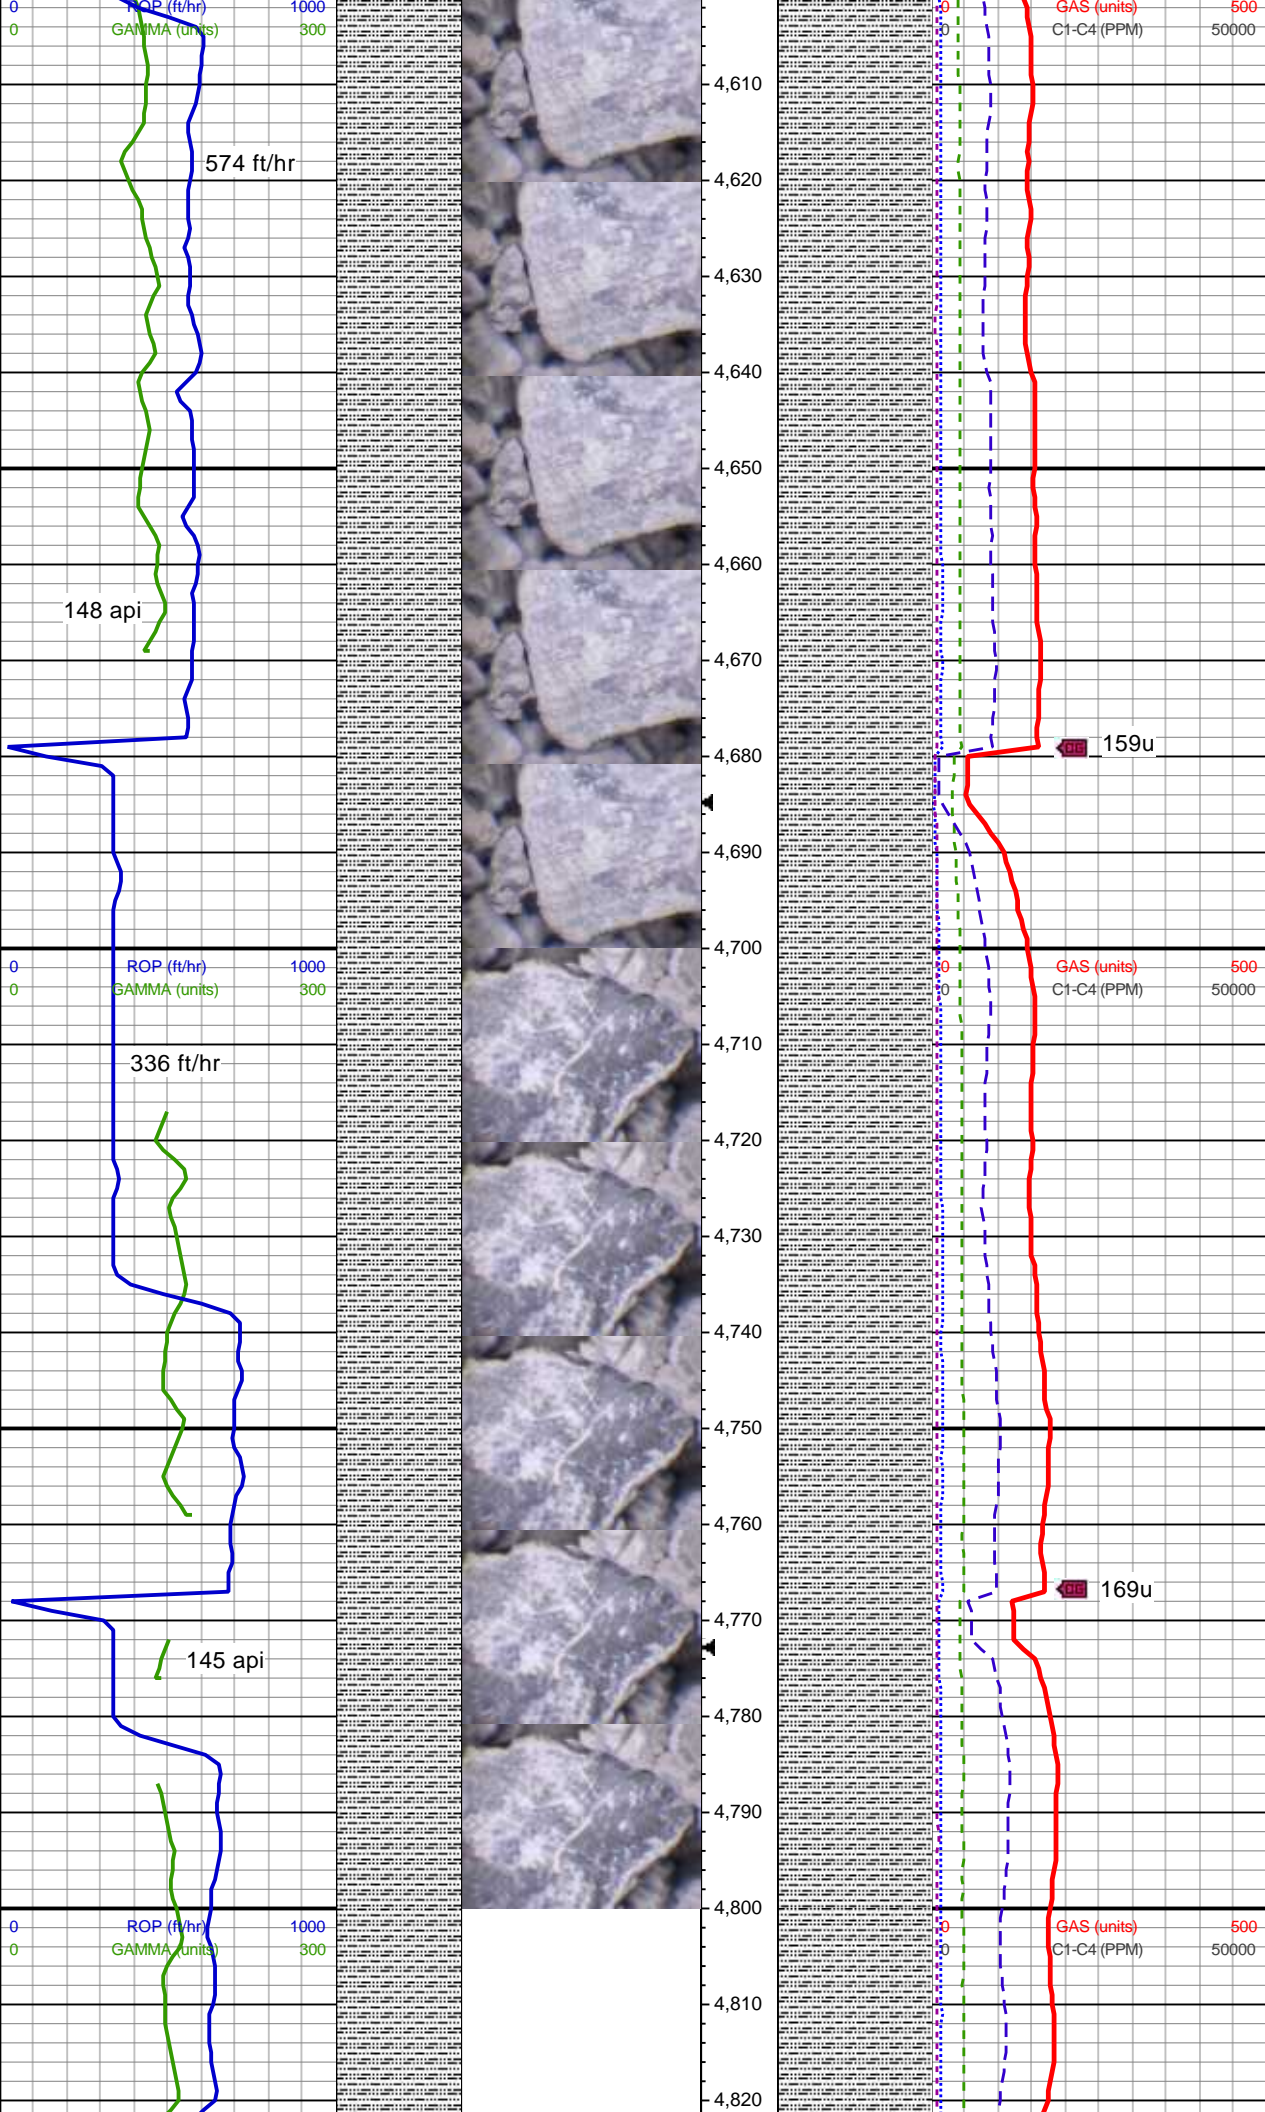 0 ROP (ft/hr) 1000 0 GAS (units) 500
0 GAMMA (units) 300 0 C1-C4 (PPM) 50000
4,610
574 ft/hr
4,620
4,630
4,640
4,650
4,660
148 api
4,670
159u
4,680
4,690
4,700
0 ROP (ft/hr) 1000 0 GAS (units) 500
0 GAMMA (units) 300 0 C1-C4 (PPM) 50000
4,710
336 ft/hr
4,720
4,730
4,740
4,750
4,760
169u
4,770
145 api
4,780
4,790
4,800
0 ROP (ft/hr) 1000 0 GAS (units) 500
0 GAMMA (units) 300 0 C1-C4 (PPM) 50000
4,810
4,820